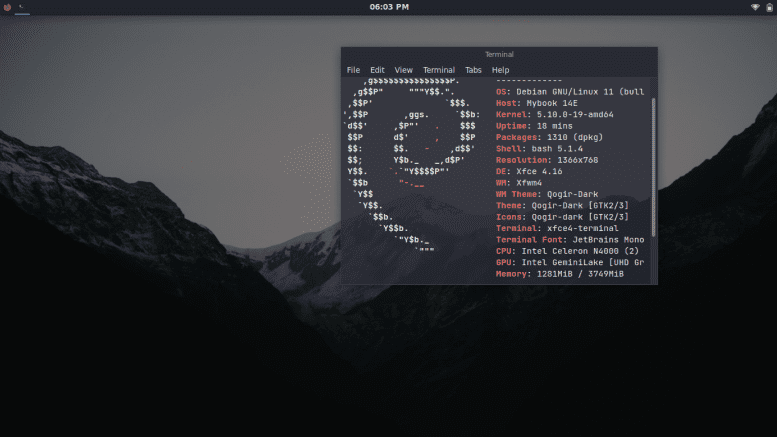 06:03 PM
Terminal
File Edit View Terminal Tabs Help
-------------
OS: Debian GNU/Linux 11 (bull
Host: Mybook 14E
Kernel: 5.10.0-19-amd64
Uptime: 18 mins
Packages: 1310 (dpkg)
Shell: bash 5.1.4
Resolution: 1366x768
DE: Xfce 4.16
WM: Xfwm4
WM Theme: Qogir-Dark
Theme: Qogir-Dark [GTK2/3]
Icons: Qogir-dark [GTK2/3]
Terminal: xfce4-terminal
Terminal Font: JetBrains Mono
CPU: Intel Celeron N4000 (2)
GPU: Intel GeminiLake [UHD Gr
Memory: 1281MiB / 3749MiB